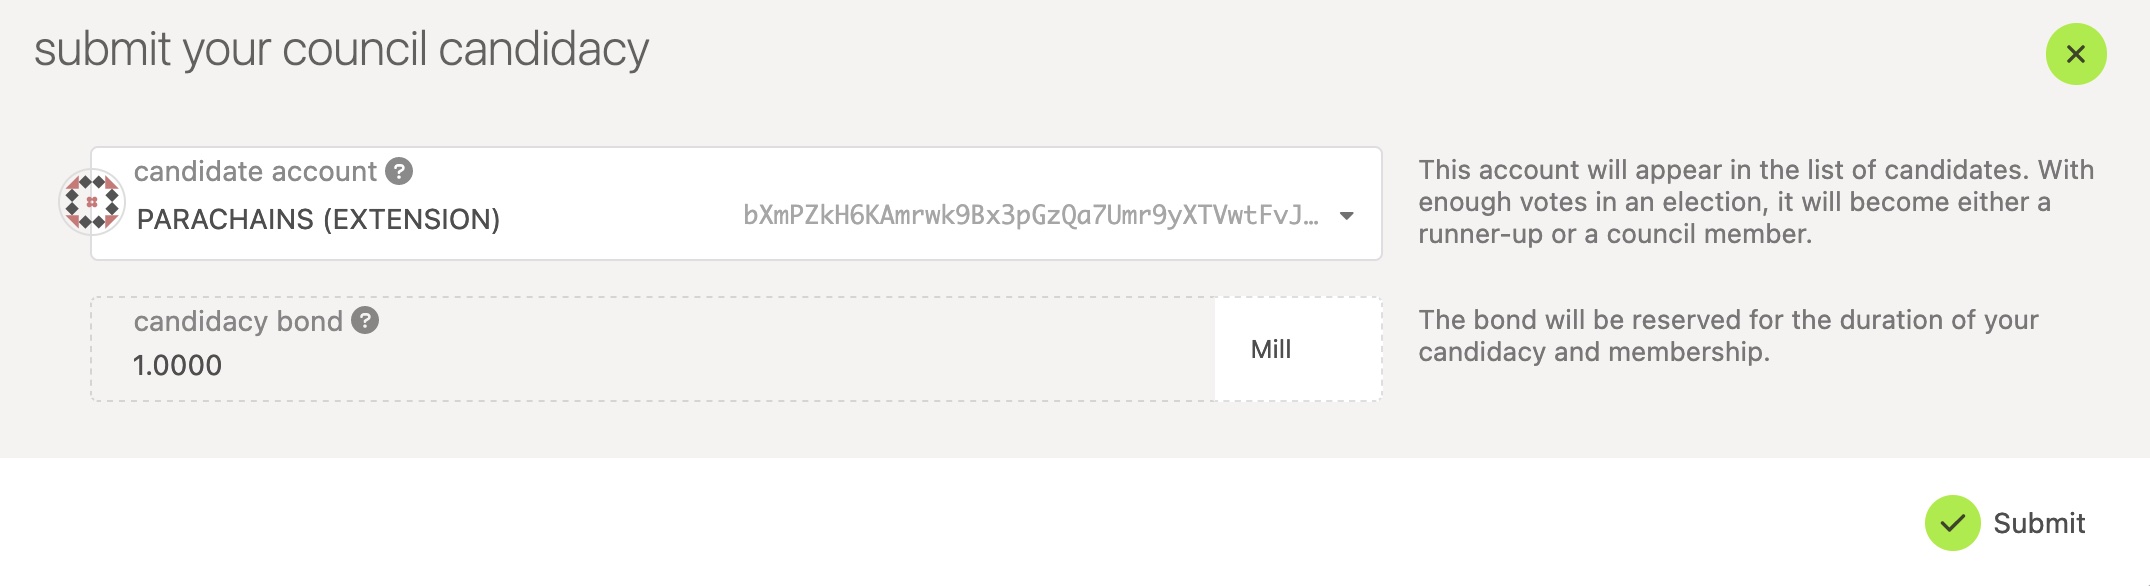 submit your council candidacy
candidate account ?
PARACHAINS (EXTENSION)
bXmPZkH6KAmrwk9Bx3pGzQa7Umr9yXTVwtFvJ…
This account will appear in the list of candidates. With
enough votes in an election, it will become either a
runner-up or a council member.
candidacy bond ?
1.0000
Mill
The bond will be reserved for the duration of your
candidacy and membership.
Submit